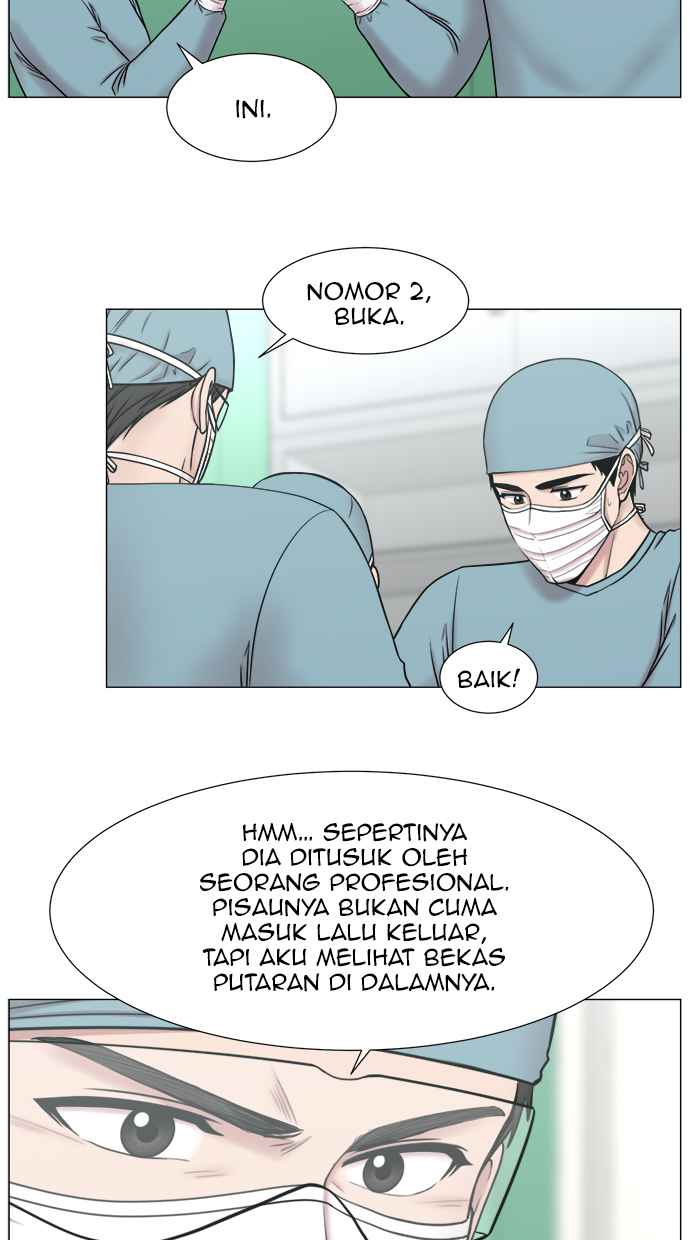 INI.
NOMOR 2,
BUKA.
BAIK!
HMM... SEPERTINYA
DIA DITUSUK OLEH
SEORANG PROFESIONAL.
PISAUNYA BUKAN CUMA
MASUK LALU KELUAR,
TAPI AKU MELIHAT BEKAS
PUTARAN DI DALAMNYA.